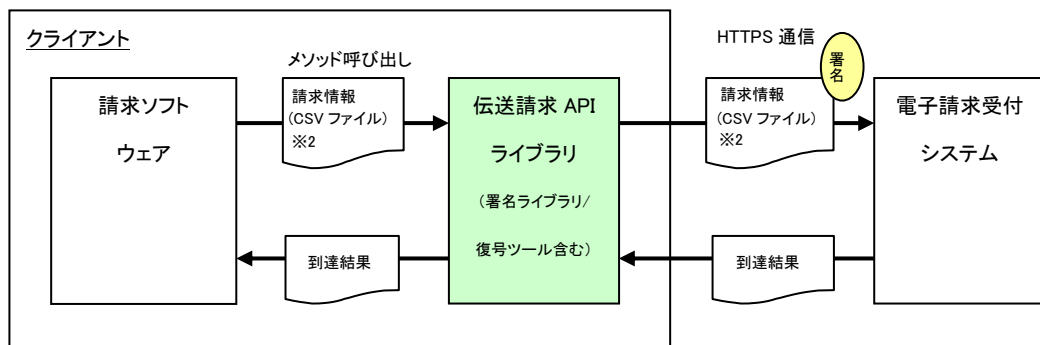 クライアント
メソッド呼び出し
HTTPS 通信
署名
請求ソフト
ウェア
請求情報
(CSV ファイル)
※2
伝送請求 API
ライブラリ
(署名ライブラリ/
復号ツール含む)
請求情報
(CSV ファイル)
※2
電子請求受付
システム
到達結果
到達結果